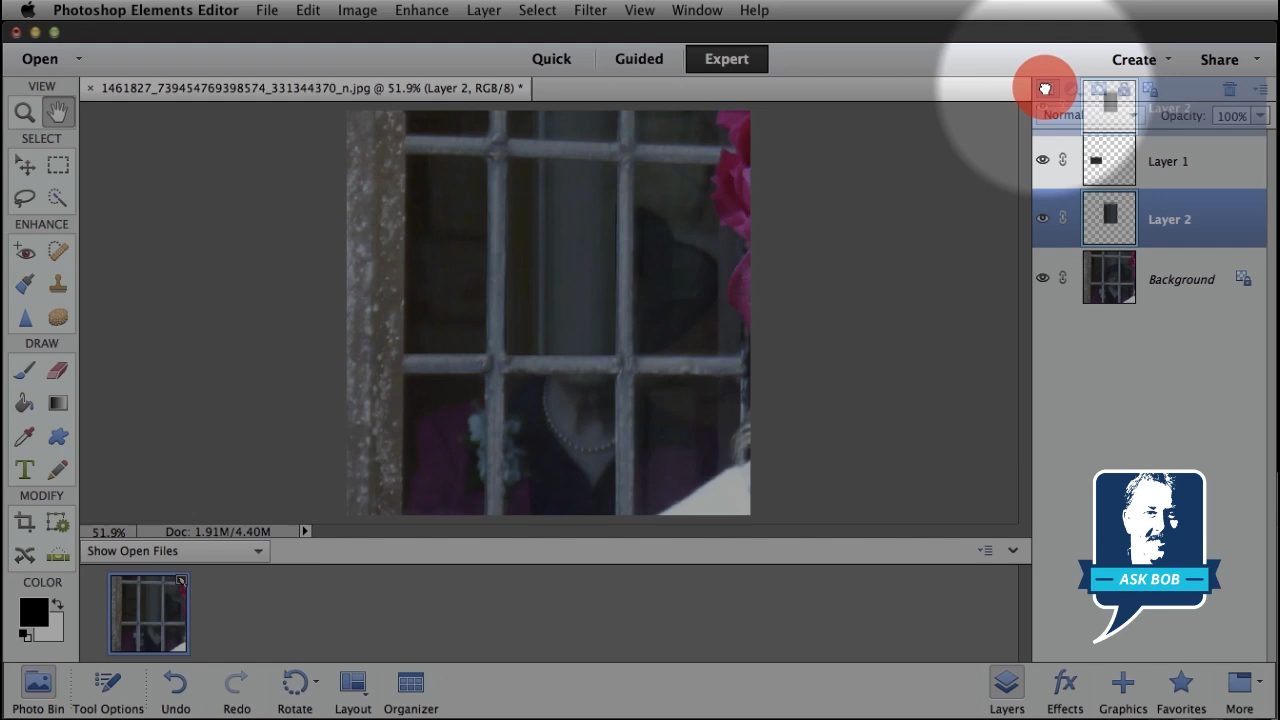 Photoshop Elements Editor File Edit Image Enhance Layer Select Filter View Window Help
Open Quick Guided Expert Create Share
VIEW
× 1461827_739454769398574_331344370_n.jpg @ 51.9% (Layer 2, RGB/8) *
Layer 2
Normal Opacity: 100%
SELECT
Layer 1
Layer 2
ENHANCE
Background
DRAW
MODIFY
ASK BOB
51.9% Doc: 1.91M/4.40M
Show Open Files
COLOR
Photo Bin Tool Options Undo Redo Rotate Layout Organizer Layers Effects Graphics Favorites More